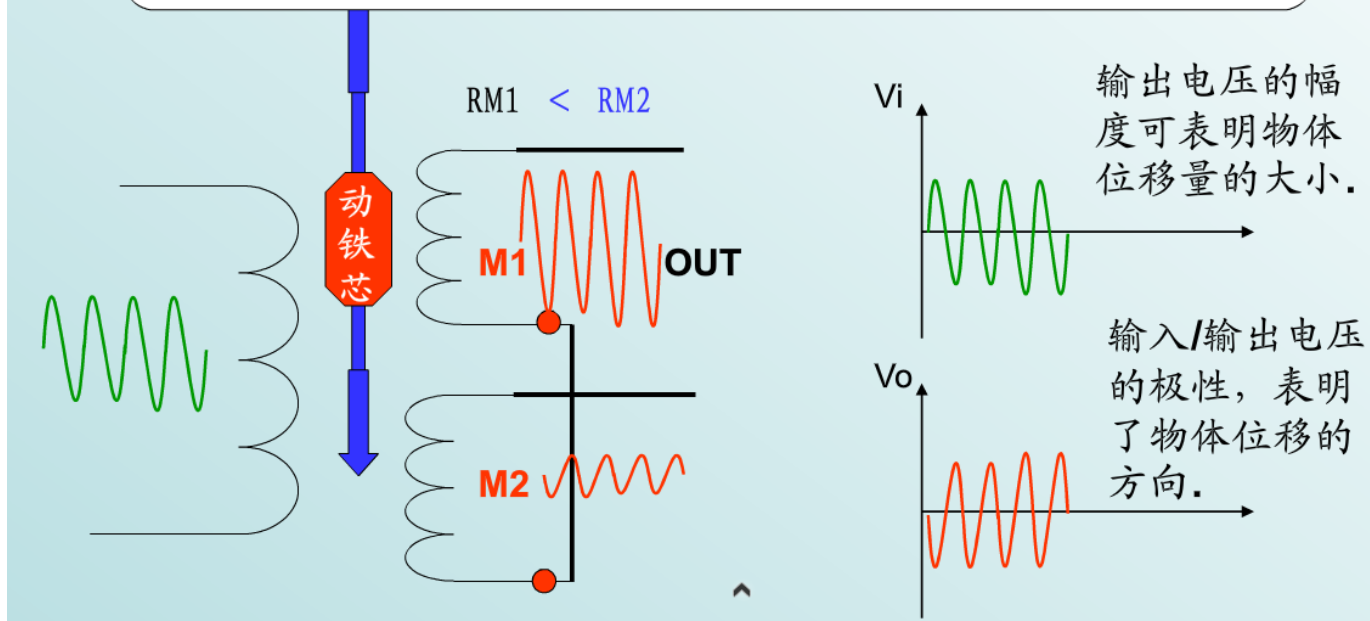 RM1 < RM2
动
铁
芯
M1
OUT
M2
Vi
输出电压的幅
度可表明物体
位移量的大小.
Vo
输入/输出电压
的极性，表明
了物体位移的
方向.